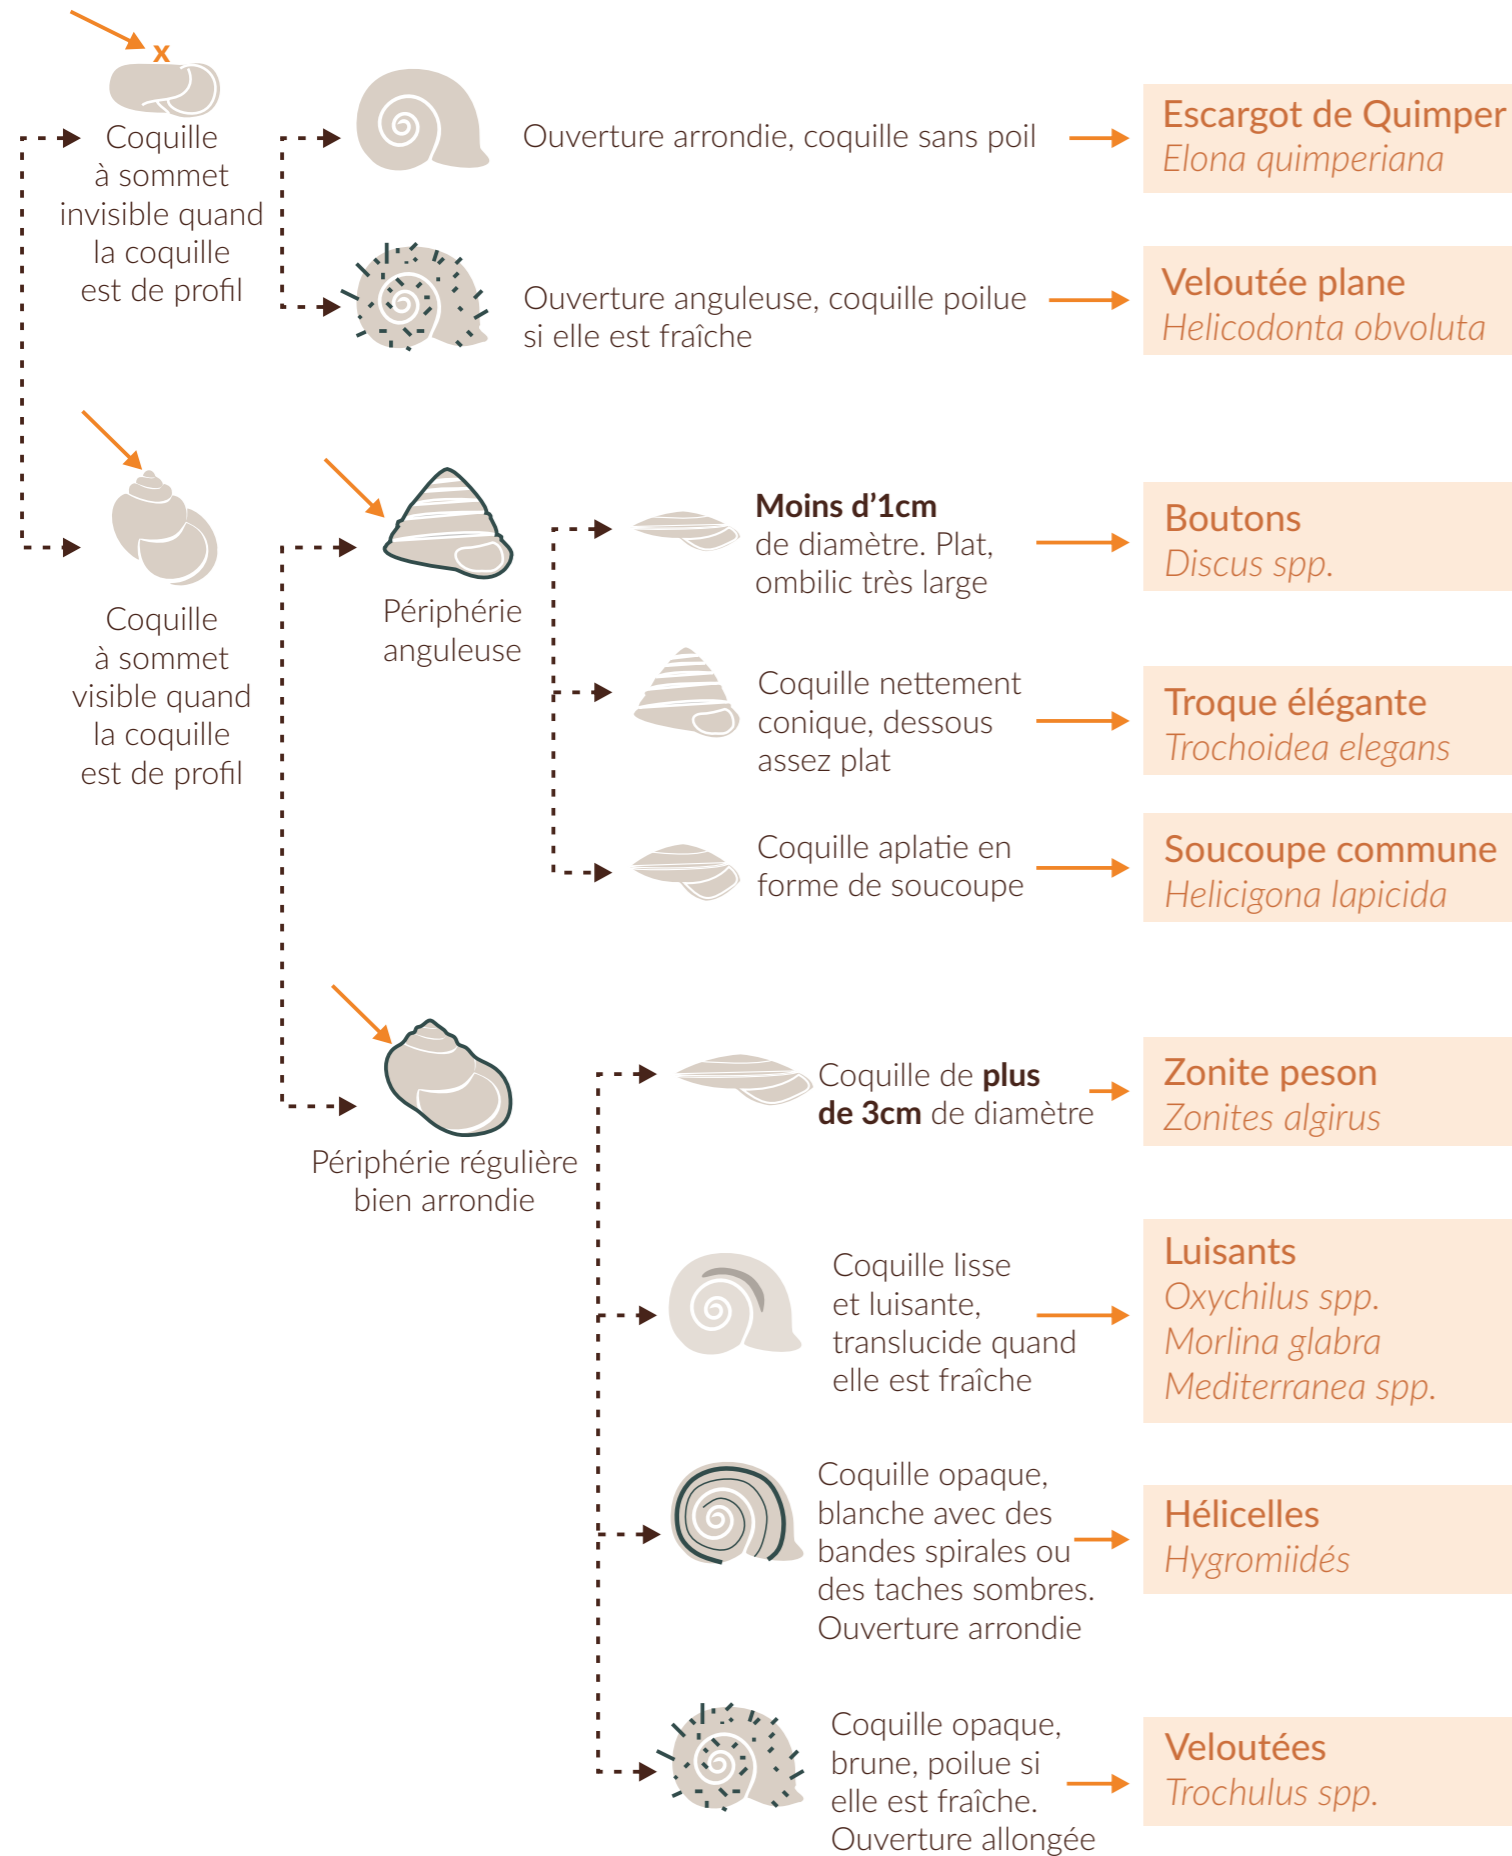 x
Coquille
à sommet
invisible quand
la coquille
est de profil
Ouverture arrondie, coquille sans poil
Escargot de Quimper
Elona quimperiana
Ouverture anguleuse, coquille poilue
si elle est fraîche
Veloutée plane
Helicodonta obvoluta
Coquille
à sommet
visible quand
la coquille
est de profil
Périphérie
anguleuse
Moins d'1cm
de diamètre. Plat,
ombilic très large
Boutons
Discus spp.
Coquille nettement
conique, dessous
assez plat
Troque élégante
Trochoidea elegans
Coquille aplatie en
forme de soucoupe
Soucoupe commune
Helicigona lapicida
Périphérie régulière
bien arrondie
Coquille de plus
de 3cm de diamètre
Zonite peson
Zonites algirus
Coquille lisse
et luisante,
translucide quand
elle est fraîche
Luisants
Oxychilus spp.
Morlina glabra
Mediterranea spp.
Coquille opaque,
blanche avec des
bandes spirales ou
des taches sombres.
Ouverture arrondie
Hélicelles
Hygromiidés
Coquille opaque,
brune, poilue si
elle est fraîche.
Ouverture allongée
Veloutées
Trochulus spp.